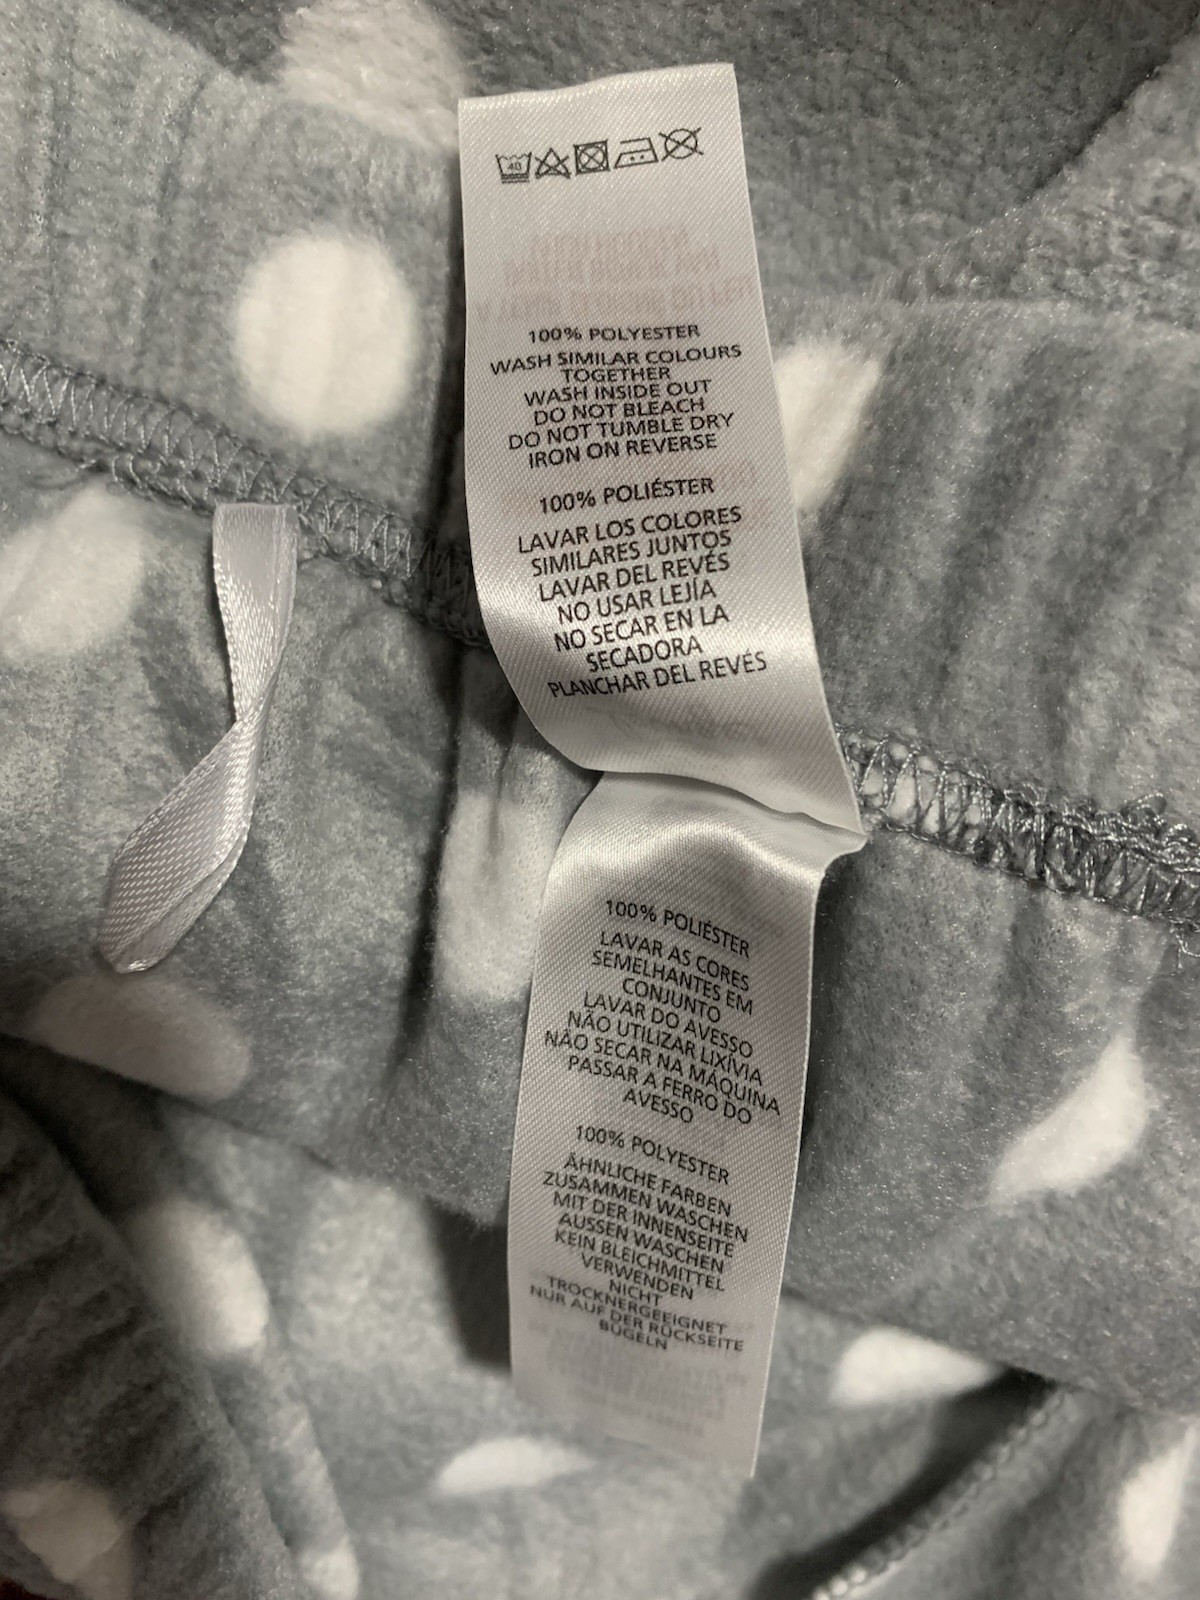 40
100% POLYESTER
WASH SIMILAR COLOURS
TOGETHER
WASH INSIDE OUT
DO NOT BLEACH
DO NOT TUMBLE DRY
IRON ON REVERSE
100% POLIÉSTER
LAVAR LOS COLORES
SIMILARES JUNTOS
LAVAR DEL REVÉS
NO USAR LEJÍA
NO SECAR EN LA
SECADORA
PLANCHAR DEL REVÉS
100% POLIÉSTER
LAVAR AS CORES
SEMELHANTES EM
CONJUNTO
LAVAR DO AVESSO
NÃO UTILIZAR LIXÍVIA
NÃO SECAR NA MÁQUINA
PASSAR A FERRO DO
AVESSO
100% POLYESTER
ÄHNLICHE FARBEN
ZUSAMMEN WASCHEN
MIT DER INNENSEITE
AUSSEN WASCHEN
KEIN BLEICHMITTEL
VERWENDEN
NICHT
TROCKNERGEEIGNET
NUR AUF DER RÜCKSEITE
BÜGELN